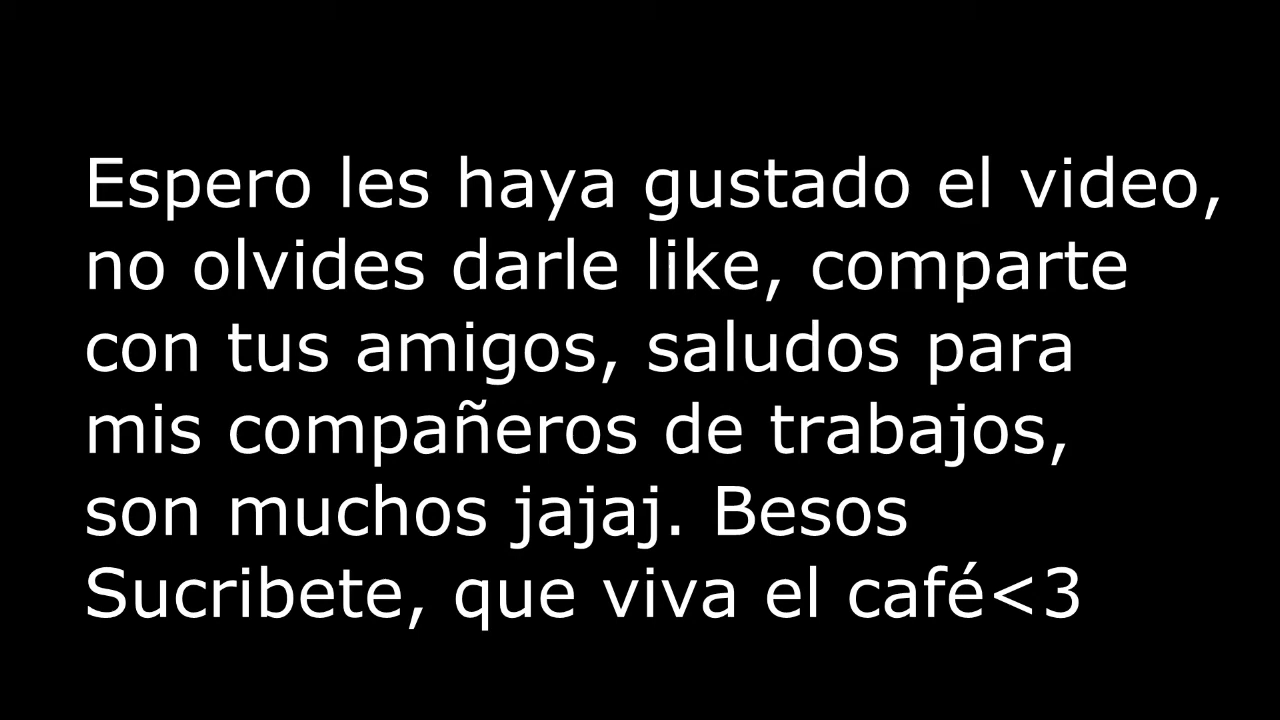 Espero les haya gustado el video,
no olvides darle like, comparte
con tus amigos, saludos para
mis compañeros de trabajos,
son muchos jajaj. Besos
Sucribete, que viva el café<3